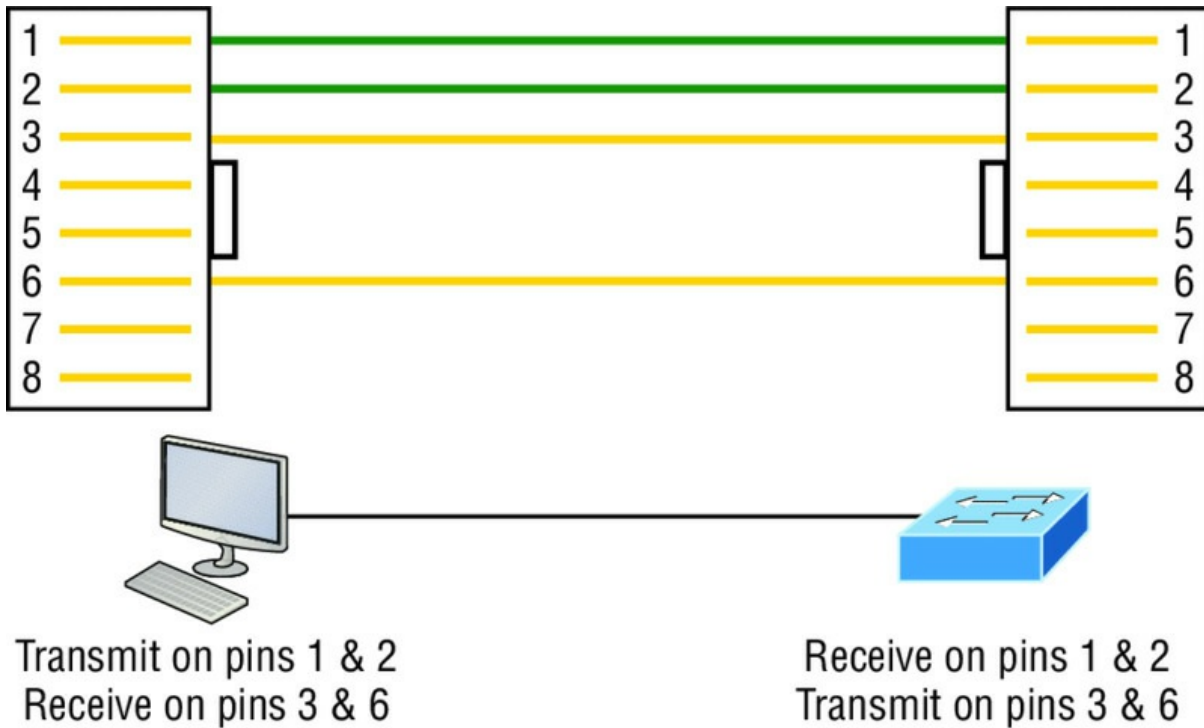 1 1
2 2
3 3
4 4
5 5
6 6
7 7
8 8
Transmit on pins 1 & 2
Receive on pins 3 & 6
Receive on pins 1 & 2
Transmit on pins 3 & 6